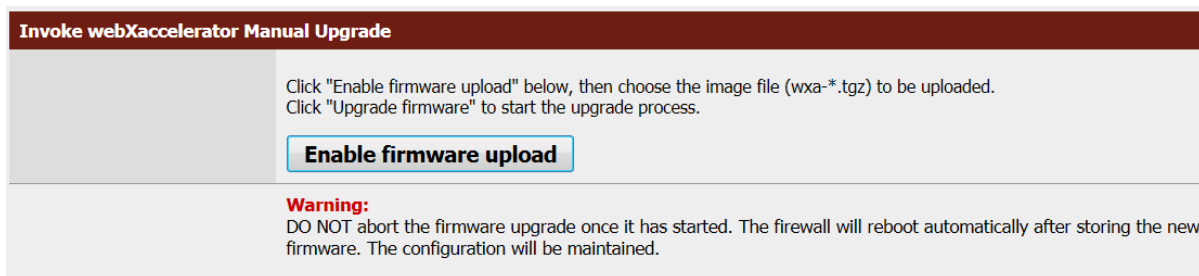 Invoke webXaccelerator Manual Upgrade
Click "Enable firmware upload" below, then choose the image file (wxa-*.tgz) to be uploaded.
Click "Upgrade firmware" to start the upgrade process.
Enable firmware upload
Warning:
DO NOT abort the firmware upgrade once it has started. The firewall will reboot automatically after storing the new
firmware. The configuration will be maintained.